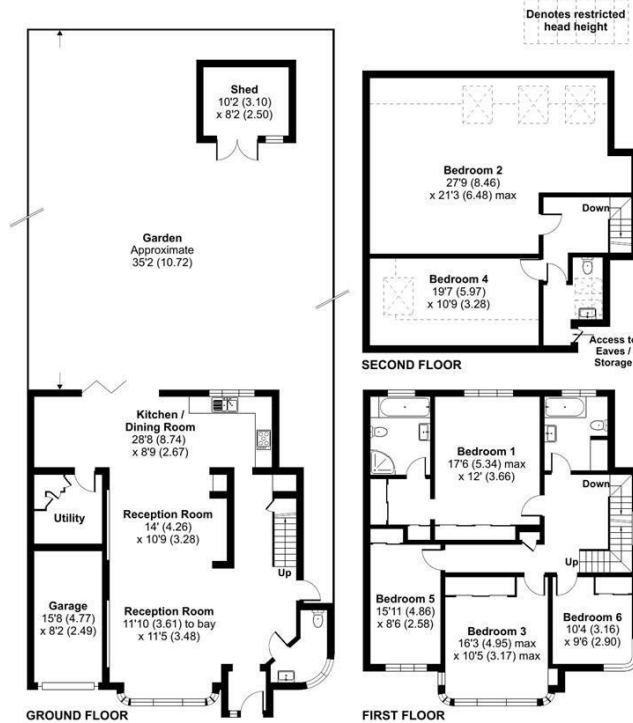 Denotes restricted
head height
Shed
10'2 (3.10)
x 8'2 (2.50)
Garden
Approximate
35'2 (10.72)
Kitchen /
Dining Room
28'8 (8.74)
x 8'9 (2.67)
Utility
Reception Room
14' (4.26)
x 10'9 (3.28)
Up
Garage
15'8 (4.77)
x 8'2 (2.49)
Reception Room
11'10 (3.61) to bay
x 11'5 (3.48)
GROUND FLOOR
Bedroom 2
27'9 (8.46)
x 21'3 (6.48) max
Down
Bedroom 4
19'7 (5.97)
x 10'9 (3.28)
Access to
Eaves /
Storage
SECOND FLOOR
Bedroom 1
17'6 (5.34) max
x 12' (3.66)
Down
Up
Bedroom 5
15'11 (4.86)
x 8'6 (2.58)
Bedroom 3
16'3 (4.95) max
x 10'5 (3.17) max
Bedroom 6
10'4 (3.16)
x 9'6 (2.90)
FIRST FLOOR